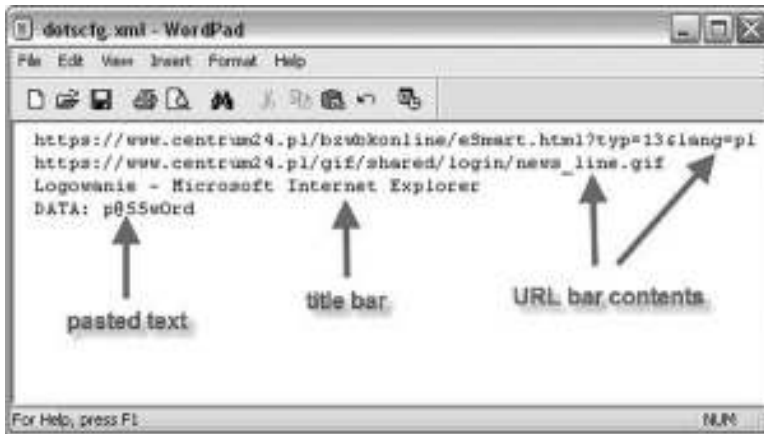 dotscfg.xml - WordPad
File Edit View Insert Format Help
https://www.centrum24.pl/bzwbkonline/eSmart.html?typ=13&lang=pl
https://www.centrum24.pl/gif/shared/login/news_line.gif
Logowanie - Microsoft Internet Explorer
DATA: p@SSwOrd
pasted text
title bar
URL bar contents
For Help, press F1
NUM